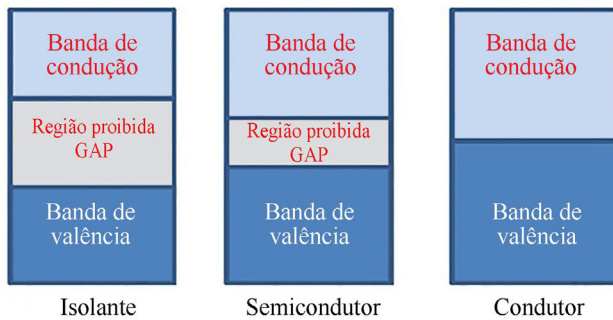 Banda de
condução
Região proibida
GAP
Banda de
valência
Isolante
Banda de
condução
Região proibida
GAP
Banda de
valência
Semicondutor
Banda de
condução
Banda de
valência
Condutor